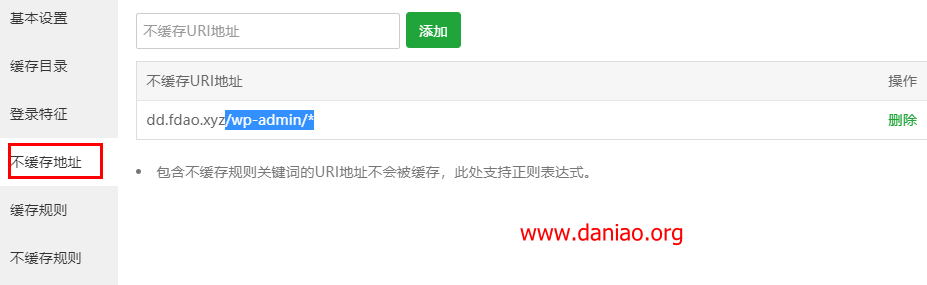 基本设置
缓存目录
登录特征
不缓存地址
缓存规则
不缓存规则
不缓存URI地址 添加
不缓存URI地址 操作
dd.fdao.xyz/wp-admin/* 删除
• 包含不缓存规则关键词的URI地址不会被缓存，此处支持正则表达式。
www.daniao.org